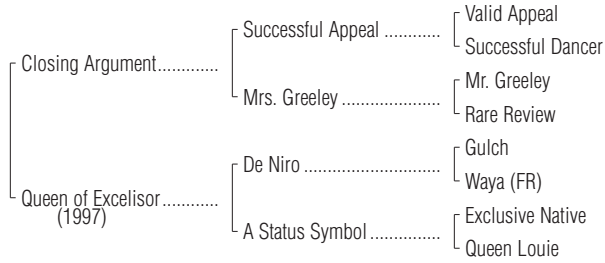 Valid Appeal
Successful Appeal ............
Successful Dancer
Closing Argument.............
Mr. Greeley
Mrs. Greeley .....................
Rare Review
Gulch
De Niro .............................
Waya (FR)
Queen of Excelisor............
(1997)
Exclusive Native
A Status Symbol ...............
Queen Louie